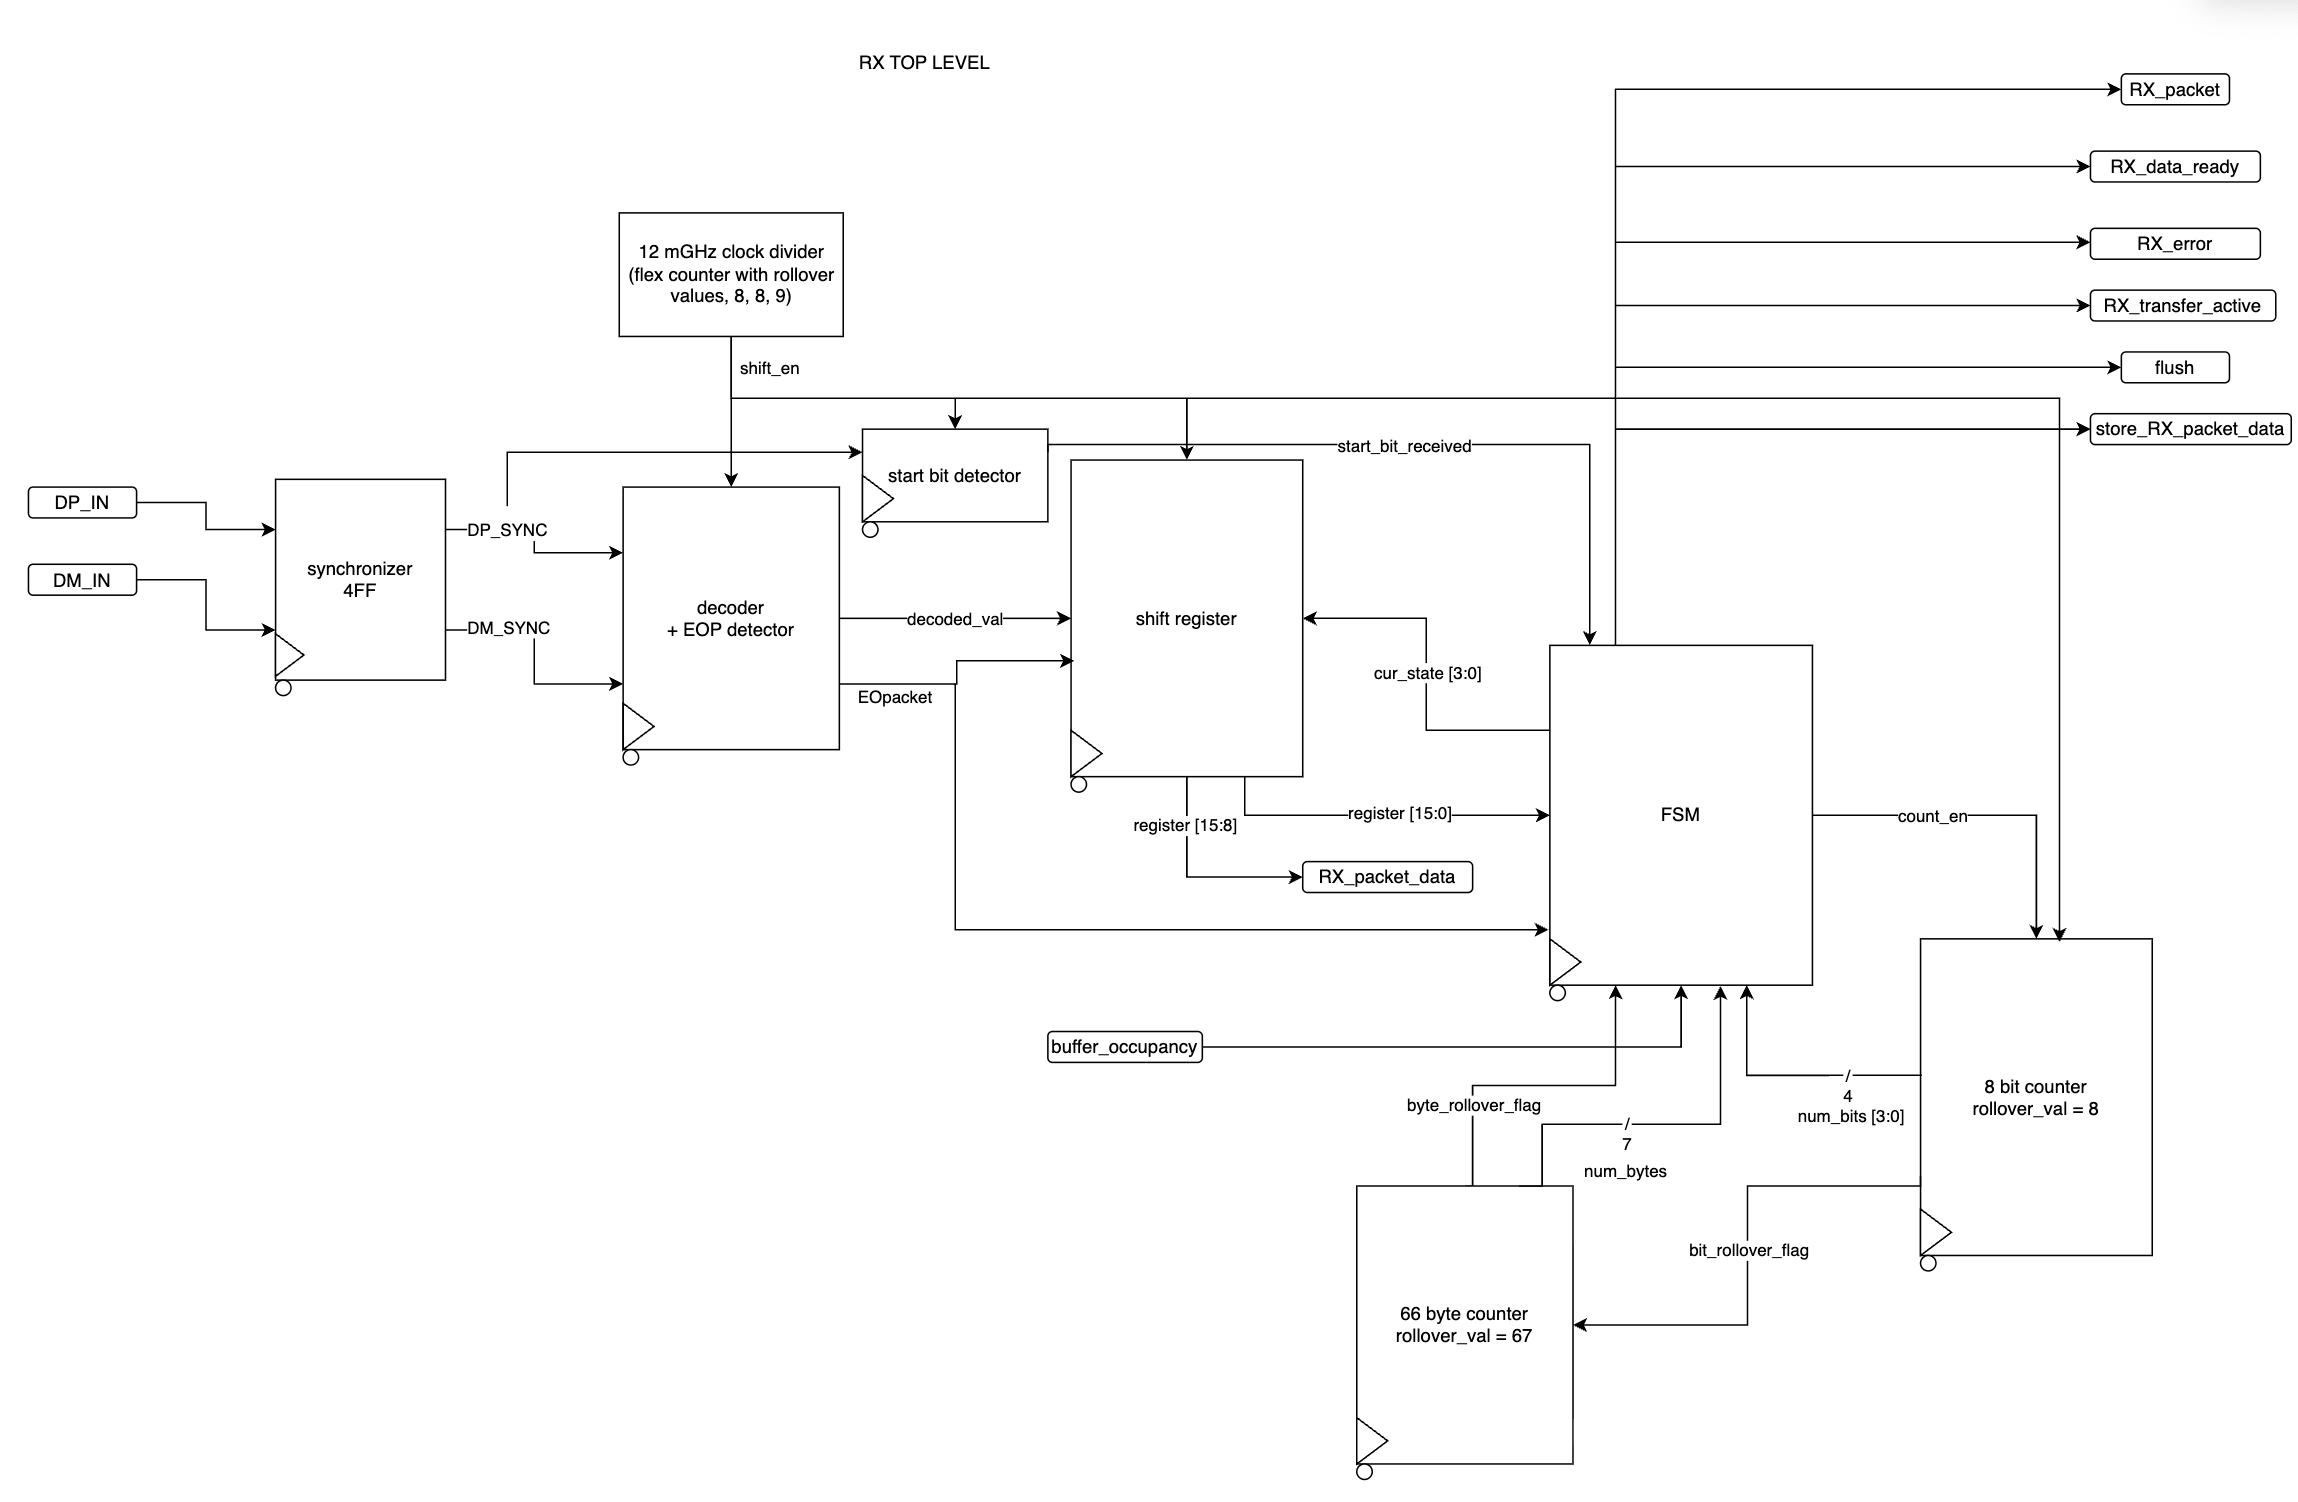 RX TOP LEVEL
RX_packet
RX_data_ready
RX_error
RX_transfer_active
flush
store_RX_packet_data
12 mGHz clock divider
(flex counter with rollover
values, 8, 8, 9)
shift_en
start bit detector
start_bit_received
DP_IN
DM_IN
synchronizer
4FF
DP_SYNC
DM_SYNC
decoder
+ EOP detector
decoded_val
EOpacket
shift register
cur_state [3:0]
register [15:8]
register [15:0]
RX_packet_data
FSM
count_en
buffer_occupancy
byte_rollover_flag
/
7
num_bytes
/
4
num_bits [3:0]
8 bit counter
rollover_val = 8
bit_rollover_flag
66 byte counter
rollover_val = 67